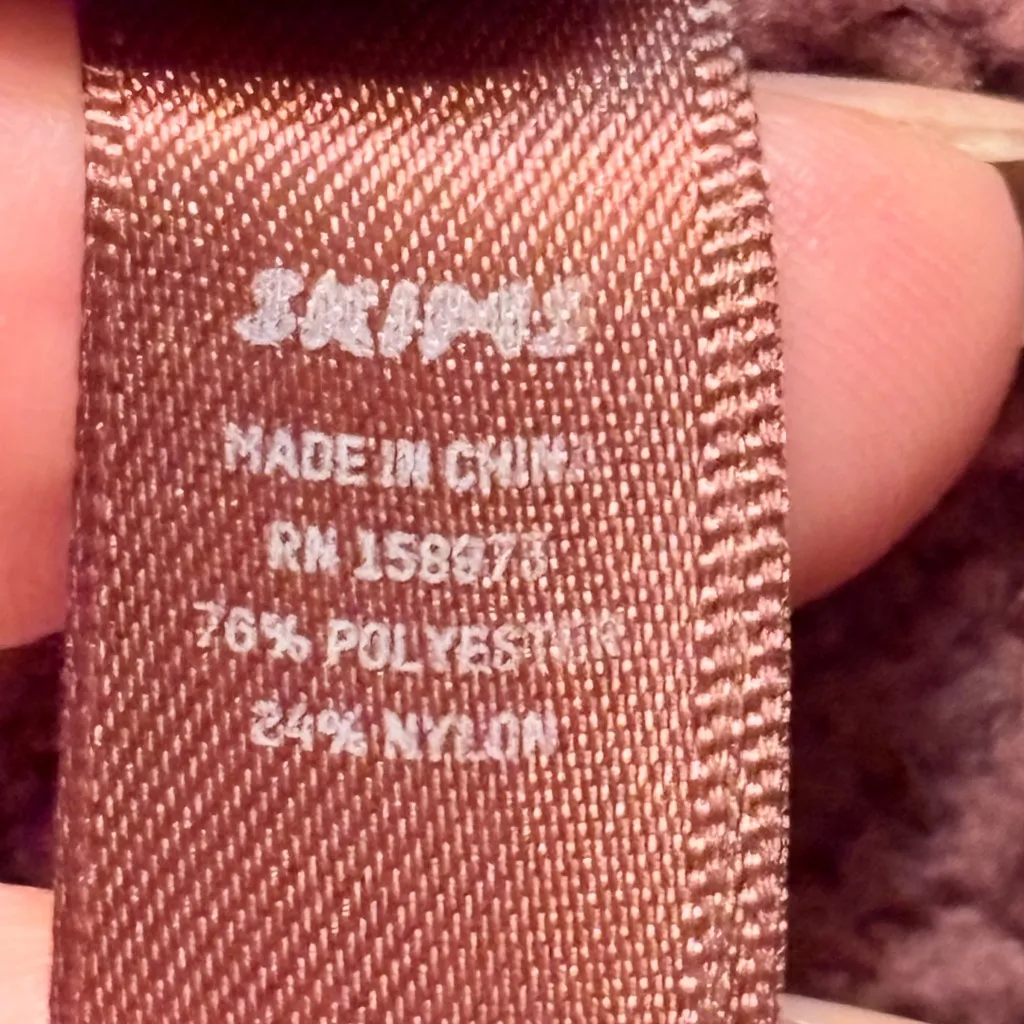 SKIMS
MADE IN CHINA
RN
76% POLYESTER
24% NYLON